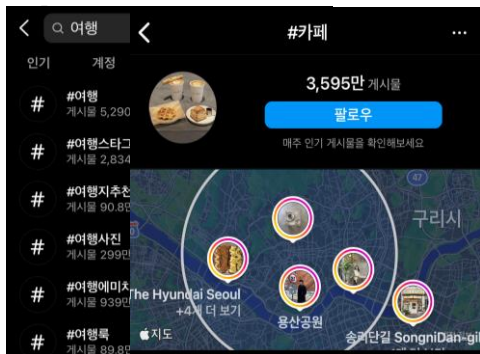 여행
인기 계정
#여행
게시물 5,290
#여행스타그
게시물 2,834
#여행지추천
게시물 90.8만
#여행사진
게시물 299만
#여행에미치
게시물 939만
#여행룩
게시물 89.8만
#카페
3,595만 게시물
팔로우
매주 인기 게시물을 확인해보세요
47
구리시
The Hyundai Seoul
+4개 더 보기
용산공원
지도
송리단길 SongniDan-gil